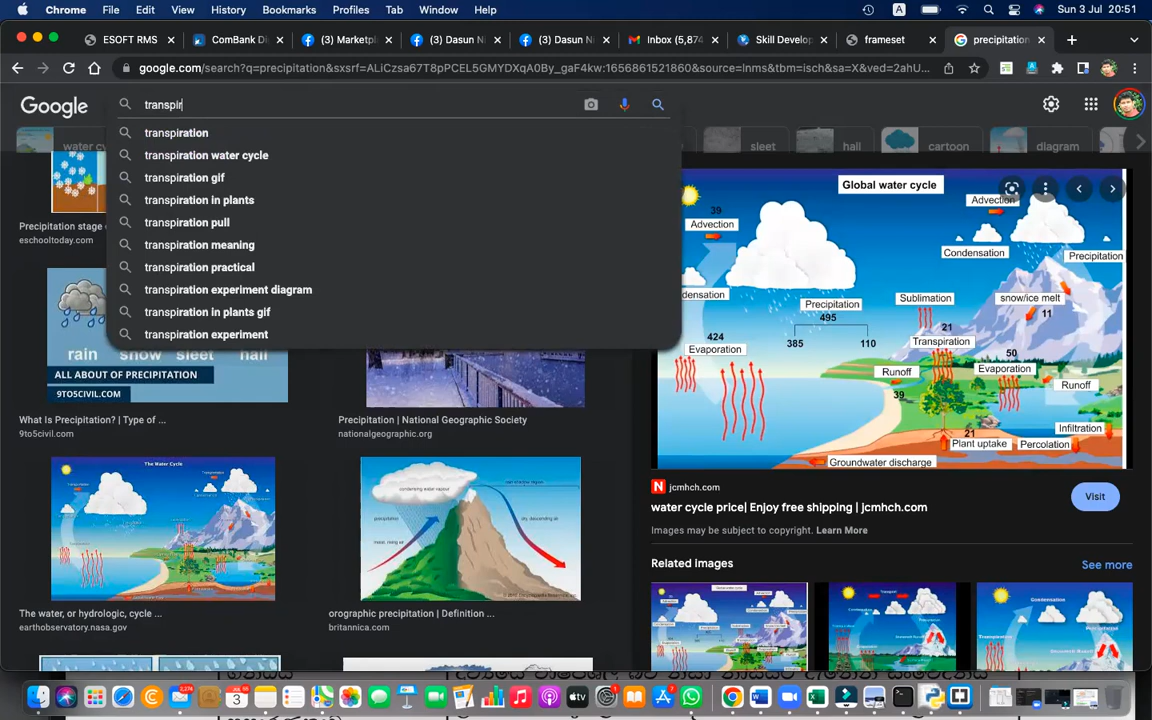 Chrome File Edit View History Bookmarks Profiles Tab Window Help A Sun 3 Jul 20:51
ESOFT RMS
ComBank Di
(3) Marketpl
(3) Dasun Ni
(3) Dasun Ni
Inbox (5,874
Skill Develop
frameset
precipitation
google.com/search?q=precipitation&sxsrf=ALiCzsa67T8pPCEL5GMYDXqA0By_gaF4kw:1656861521860&source=lnms&tbm=isch&sa=X&ved=2ahU...
Google
transpir
water cy
sleet
hail
cartoon
diagram
transpiration
transpiration water cycle
transpiration gif
transpiration in plants
transpiration pull
transpiration meaning
transpiration practical
transpiration experiment diagram
transpiration in plants gif
transpiration experiment
Precipitation stage
eschooltoday.com
rain snow sleet hail
ALL ABOUT OF PRECIPITATION
9TO5CIVIL.COM
What Is Precipitation? | Type of ...
9to5civil.com
Precipitation | National Geographic Society
nationalgeographic.org
The Water Cycle
The water, or hydrologic, cycle ...
earthobservatory.nasa.gov
orographic precipitation | Definition ...
britannica.com
Global water cycle
39
Advection
Advection
Condensation
Precipitation
densation
Precipitation
495
385
110
Sublimation
snow/ice melt
11
424
Evaporation
21
Transpiration
50
Evaporation
Runoff
39
Runoff
21
Plant uptake
Infiltration
Percolation
Groundwater discharge
jcmhch.com
water cycle price| Enjoy free shipping | jcmhch.com
Visit
Images may be subject to copyright. Learn More
Related images
See more